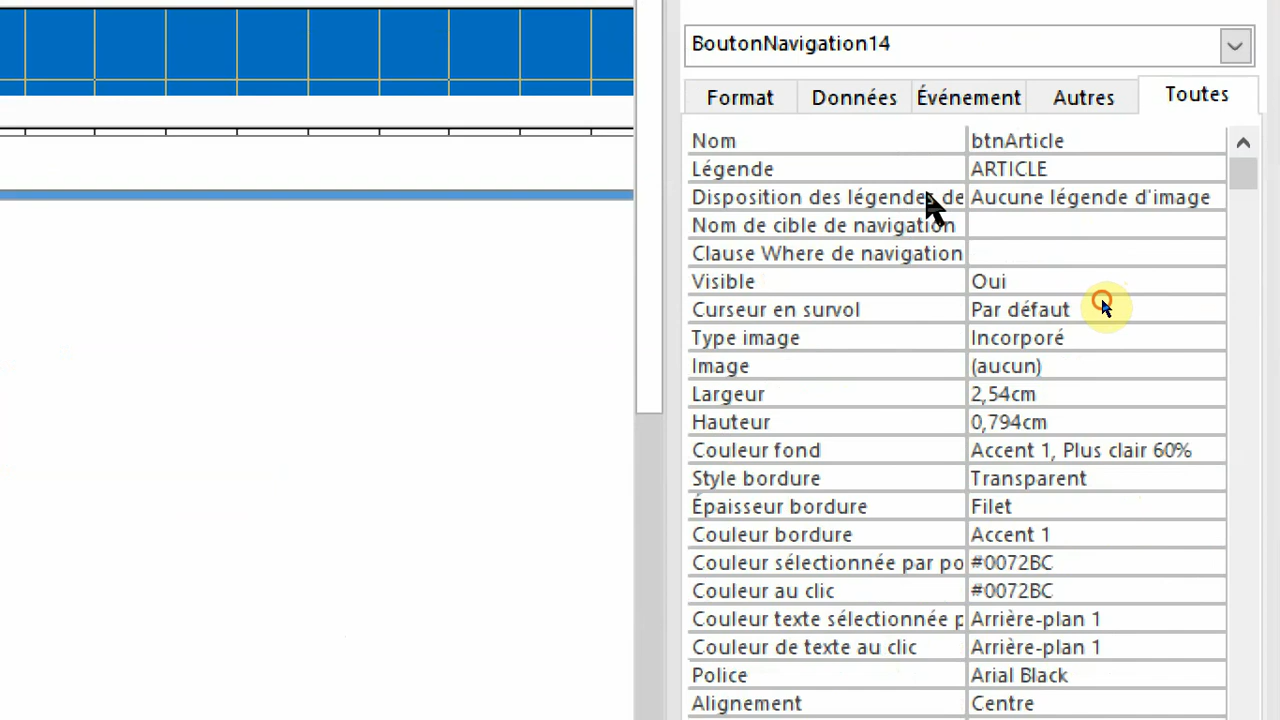 BoutonNavigation14
Format Données Événement Autres Toutes
Nom btnArticle
Légende ARTICLE
Disposition des légendes de Aucune légende d'image
Nom de cible de navigation
Clause Where de navigation
Visible Oui
Curseur en survol Par défaut
Type image Incorporé
Image (aucun)
Largeur 2,54cm
Hauteur 0,794cm
Couleur fond Accent 1, Plus clair 60%
Style bordure Transparent
Épaisseur bordure Filet
Couleur bordure Accent 1
Couleur sélectionnée par po #0072BC
Couleur au clic #0072BC
Couleur texte sélectionnée p Arrière-plan 1
Couleur de texte au clic Arrière-plan 1
Police Arial Black
Alignement Centre